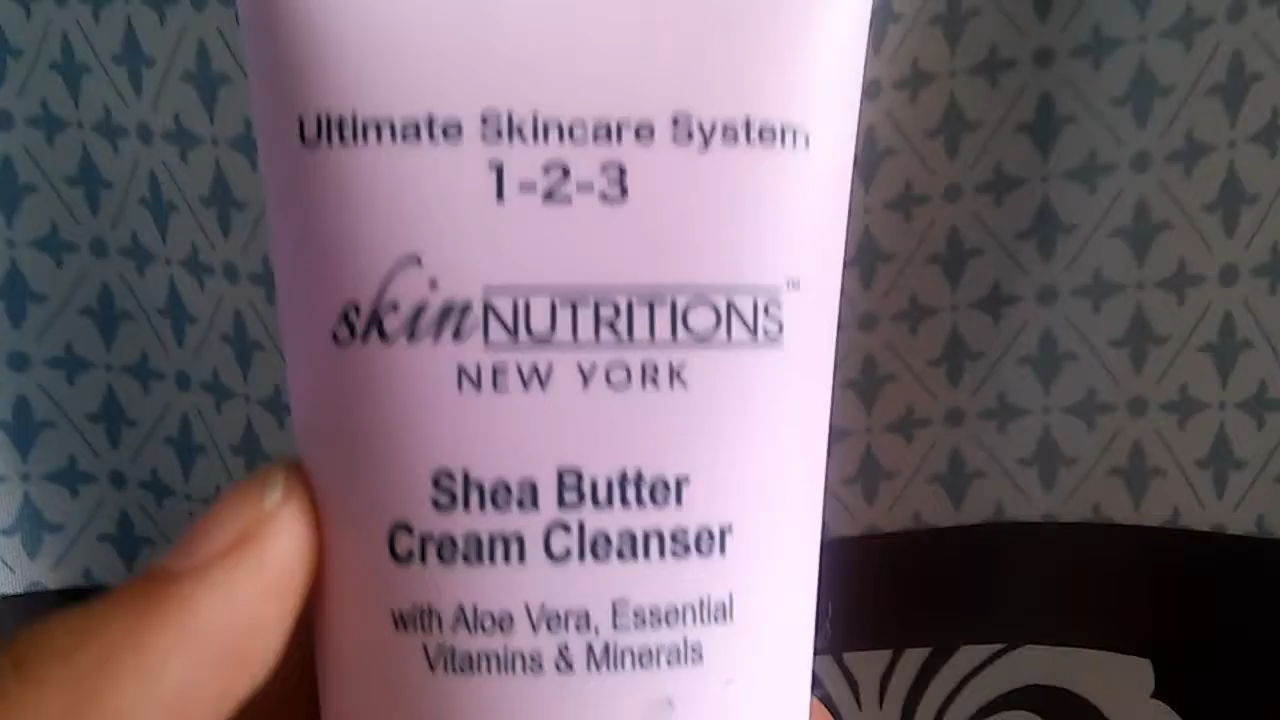 Ultimate Skincare System
1-2-3
skinNUTRITIONS™
NEW YORK
Shea Butter
Cream Cleanser
with Aloe Vera, Essential
Vitamins & Minerals